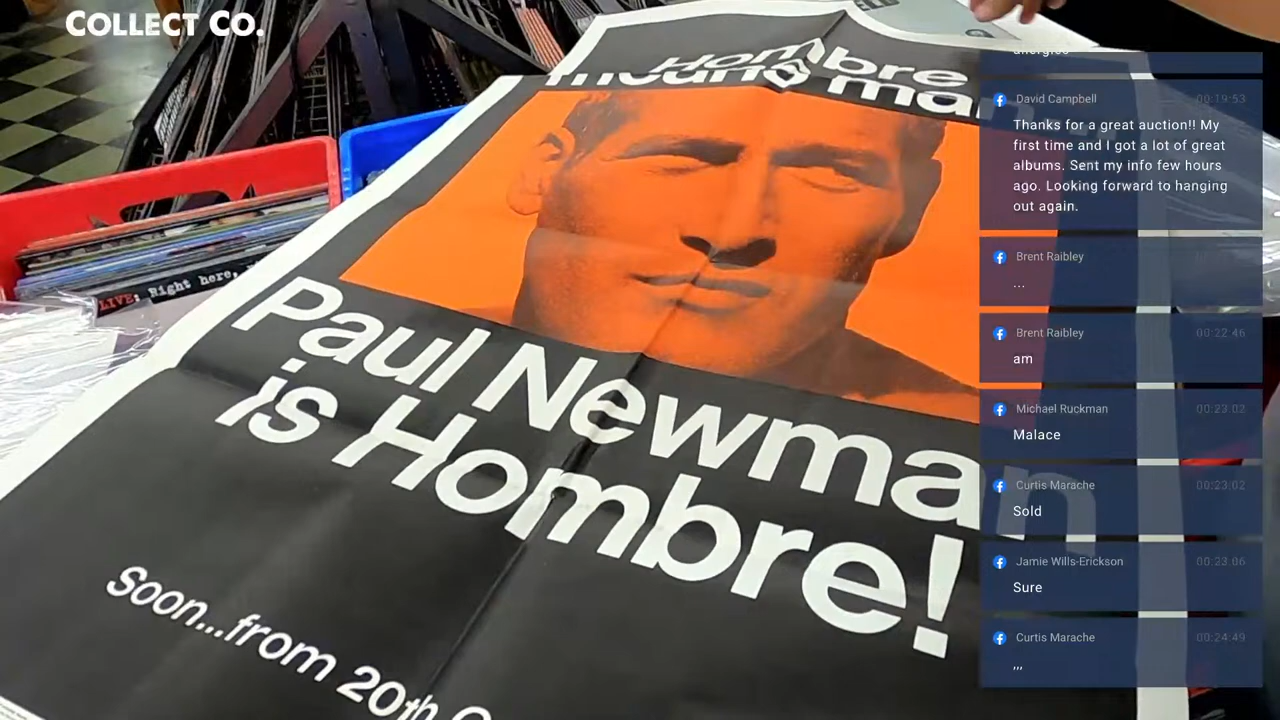 COLLECT CO.
Hombre
means man
Paul Newman
is Hombre!
Soon...from 20th C
LIVE: Right here,
allergies
David Campbell 00:19:53
Thanks for a great auction!! My
first time and I got a lot of great
albums. Sent my info few hours
ago. Looking forward to hanging
out again.
Brent Raibley
...
Brent Raibley 00:22:46
am
Michael Ruckman 00:23:02
Malace
Curtis Marache 00:23:02
Sold
Jamie Wills-Erickson 00:23:06
Sure
Curtis Marache 00:24:49
,,,